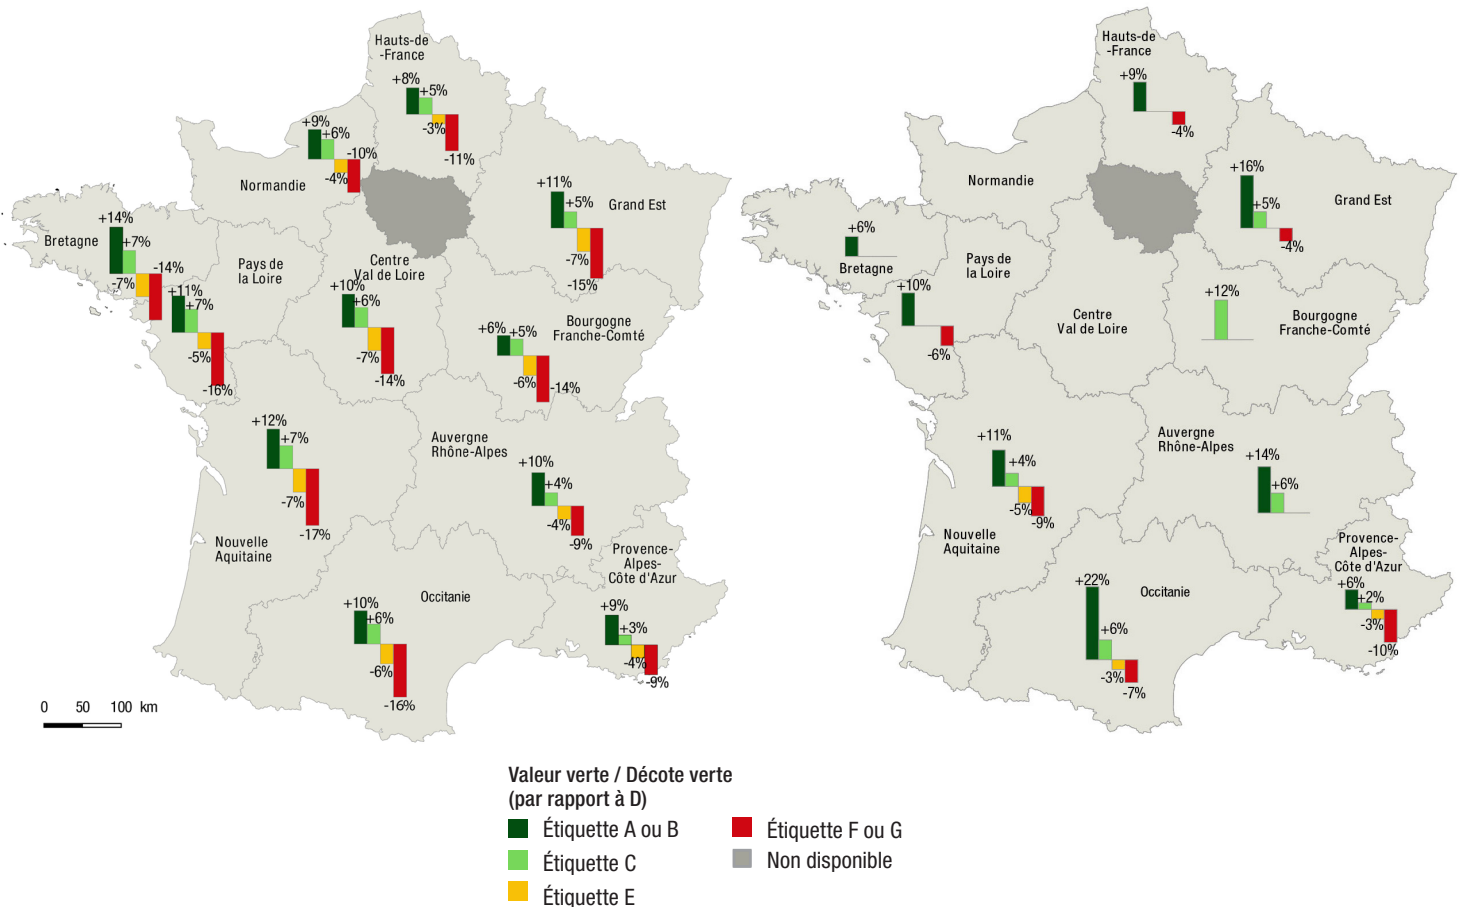 Hauts-de
-France
+8%
+5%
-3%
-11%
+9%
+6%
-10%
-4%
Normandie
+11%
+5%
Grand Est
-7%
-15%
+14%
Bretagne
+7%
-7%
-14%
Pays de
la Loire
+11%
+7%
-5%
-16%
Centre
Val de Loire
+10%
+6%
-7%
-14%
Bourgogne
Franche-Comté
+6%
+5%
-6%
-14%
+12%
+7%
-7%
-17%
Nouvelle
Aquitaine
Auvergne
Rhône-Alpes
+10%
+4%
-4%
-9%
Provence-
Alpes-
Côte d'Azur
+9%
+3%
-4%
-9%
Occitanie
+10%
+6%
-6%
-16%
0 50 100 km
Hauts-de
-France
+9%
-4%
Normandie
+16%
+5%
Grand Est
-4%
+6%
Bretagne
Pays de
la Loire
+10%
-6%
Centre
Val de Loire
+12%
Bourgogne
Franche-Comté
+11%
+4%
-5%
-9%
Nouvelle
Aquitaine
Auvergne
Rhône-Alpes
+14%
+6%
Provence-
Alpes-
Côte d'Azur
+6%
+2%
-3%
-10%
Occitanie
+22%
+6%
-3%
-7%
Valeur verte / Décote verte
(par rapport à D)
Étiquette A ou B
Étiquette C
Étiquette E
Étiquette F ou G
Non disponible